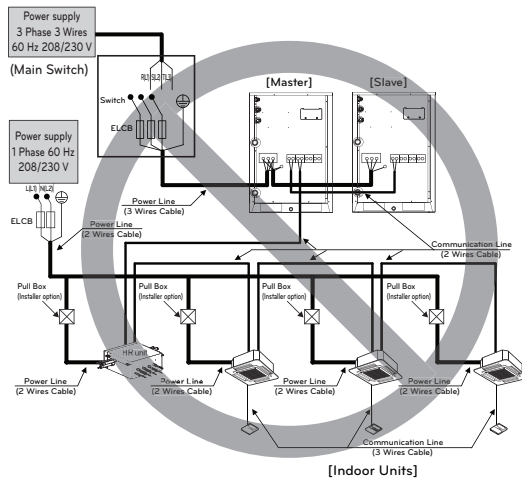 Power supply
3 Phase 3 Wires
60 Hz 208/230 V
(Main Switch)
R(L1) S(L2) T(L3)
Switch
ELCB
[Master]
[Slave]
Power supply
1 Phase 60 Hz
208/230 V
L(L1) N(L2)
ELCB
Power Line
(2 Wires Cable)
Power Line
(3 Wires Cable)
Communication Line
(2 Wires Cable)
Pull Box
(Installer option)
Pull Box
(Installer option)
Pull Box
(Installer option)
Pull Box
(Installer option)
HR unit
Power Line
(2 Wires Cable)
Power Line
(2 Wires Cable)
Power Line
(2 Wires Cable)
Power Line
(2 Wires Cable)
Communication Line
(3 Wires Cable)
[Indoor Units]